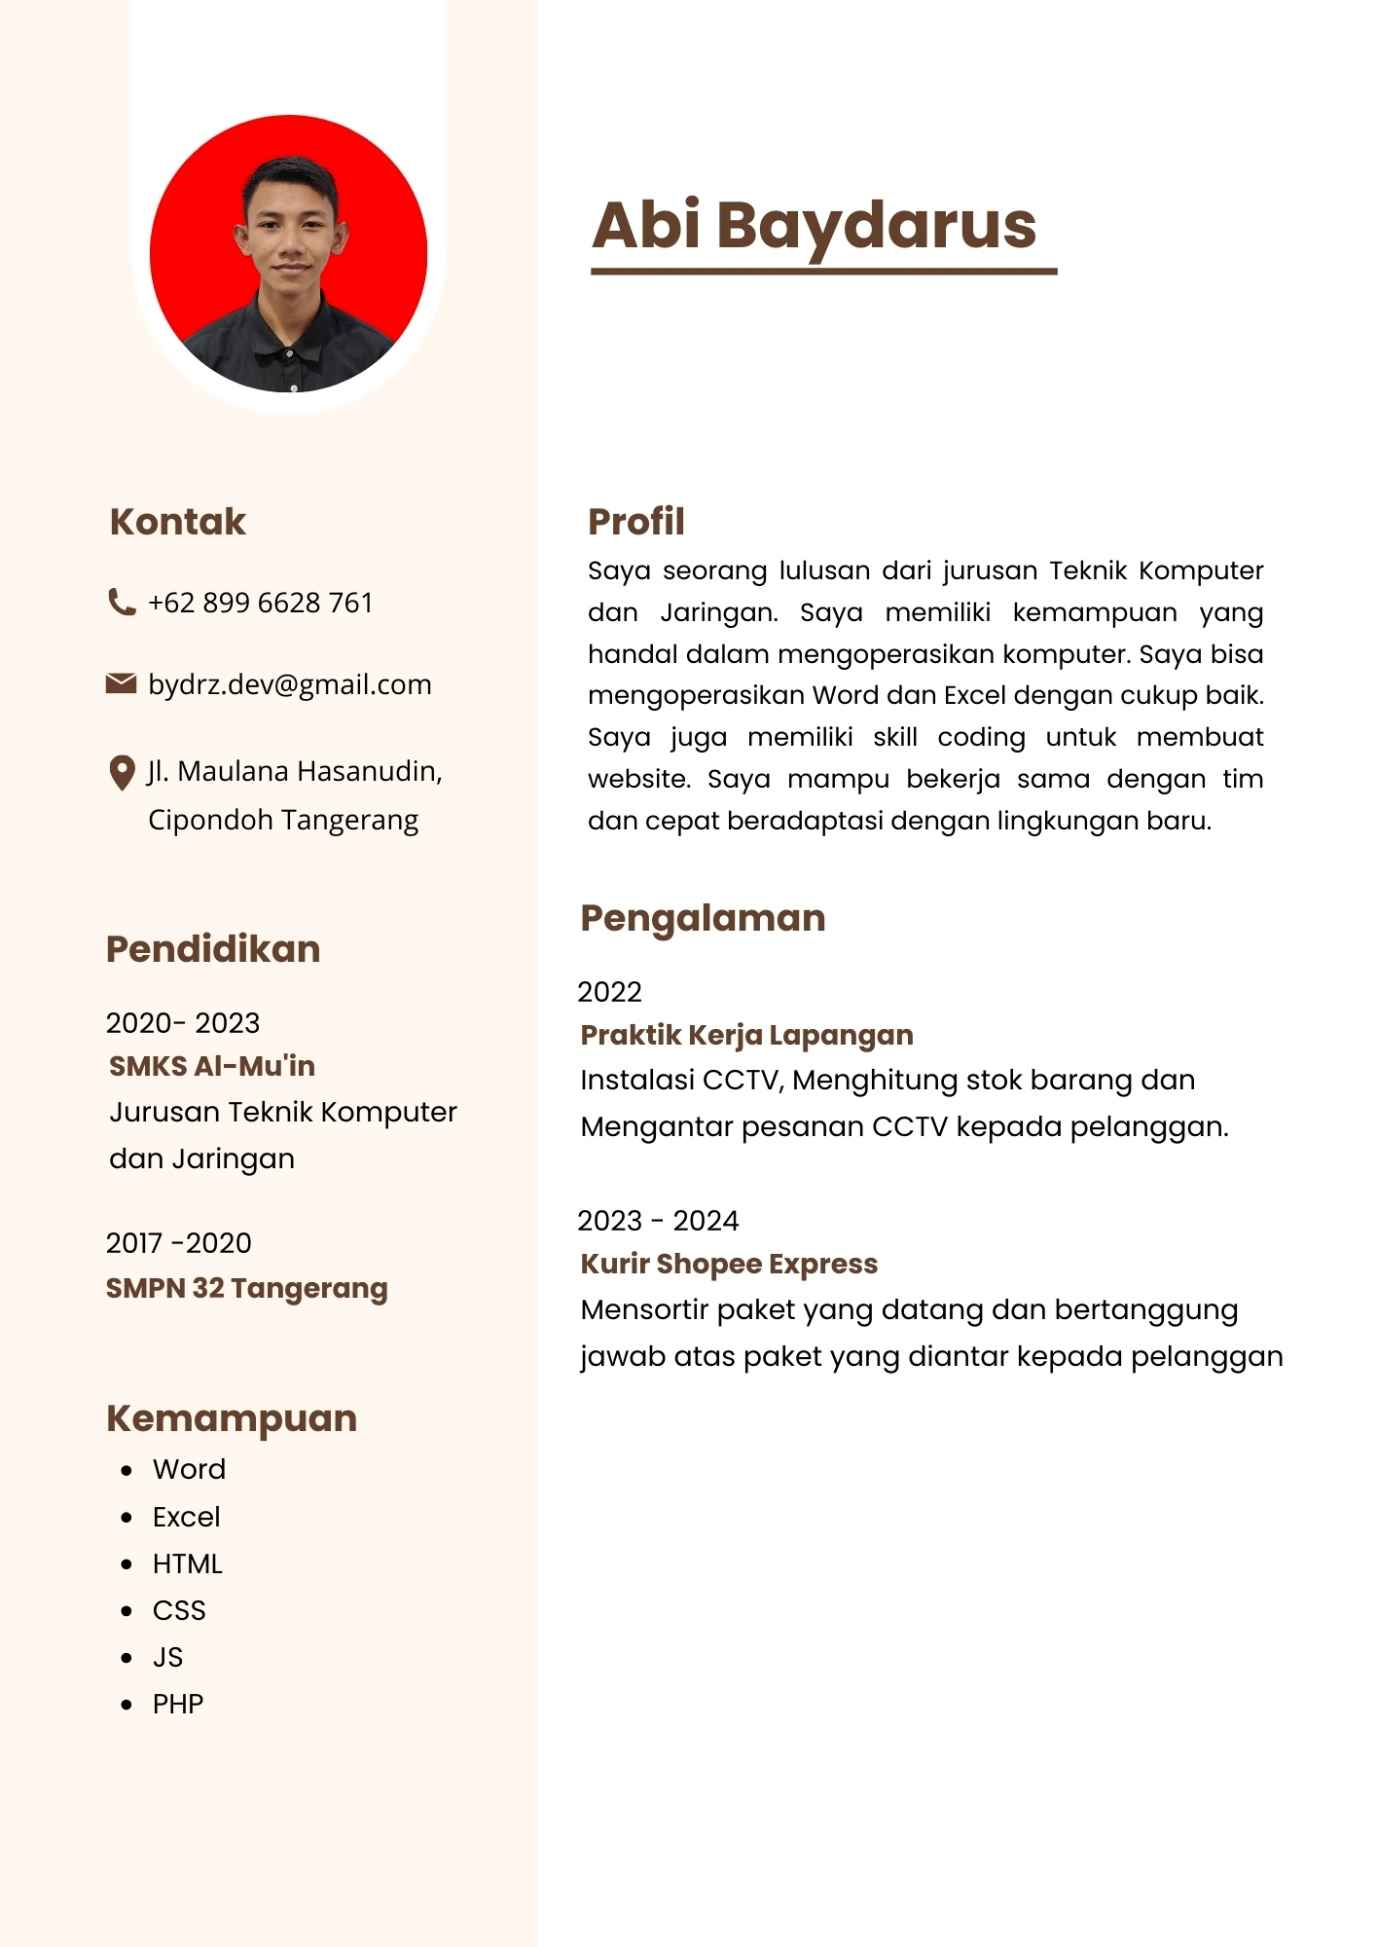 Abi Baydarus
Kontak
+62 899 6628 761
bydrz.dev@gmail.com
Jl. Maulana Hasanudin,
Cipondoh Tangerang
Pendidikan
2020- 2023
SMKS Al-Mu'in
Jurusan Teknik Komputer
dan Jaringan
2017 -2020
SMPN 32 Tangerang
Kemampuan
• Word
• Excel
• HTML
• CSS
• JS
• PHP
Profil
Saya seorang lulusan dari jurusan Teknik Komputer
dan Jaringan. Saya memiliki kemampuan yang
handal dalam mengoperasikan komputer. Saya bisa
mengoperasikan Word dan Excel dengan cukup baik.
Saya juga memiliki skill coding untuk membuat
website. Saya mampu bekerja sama dengan tim
dan cepat beradaptasi dengan lingkungan baru.
Pengalaman
2022
Praktik Kerja Lapangan
Instalasi CCTV, Menghitung stok barang dan
Mengantar pesanan CCTV kepada pelanggan.
2023 - 2024
Kurir Shopee Express
Mensortir paket yang datang dan bertanggung
jawab atas paket yang diantar kepada pelanggan